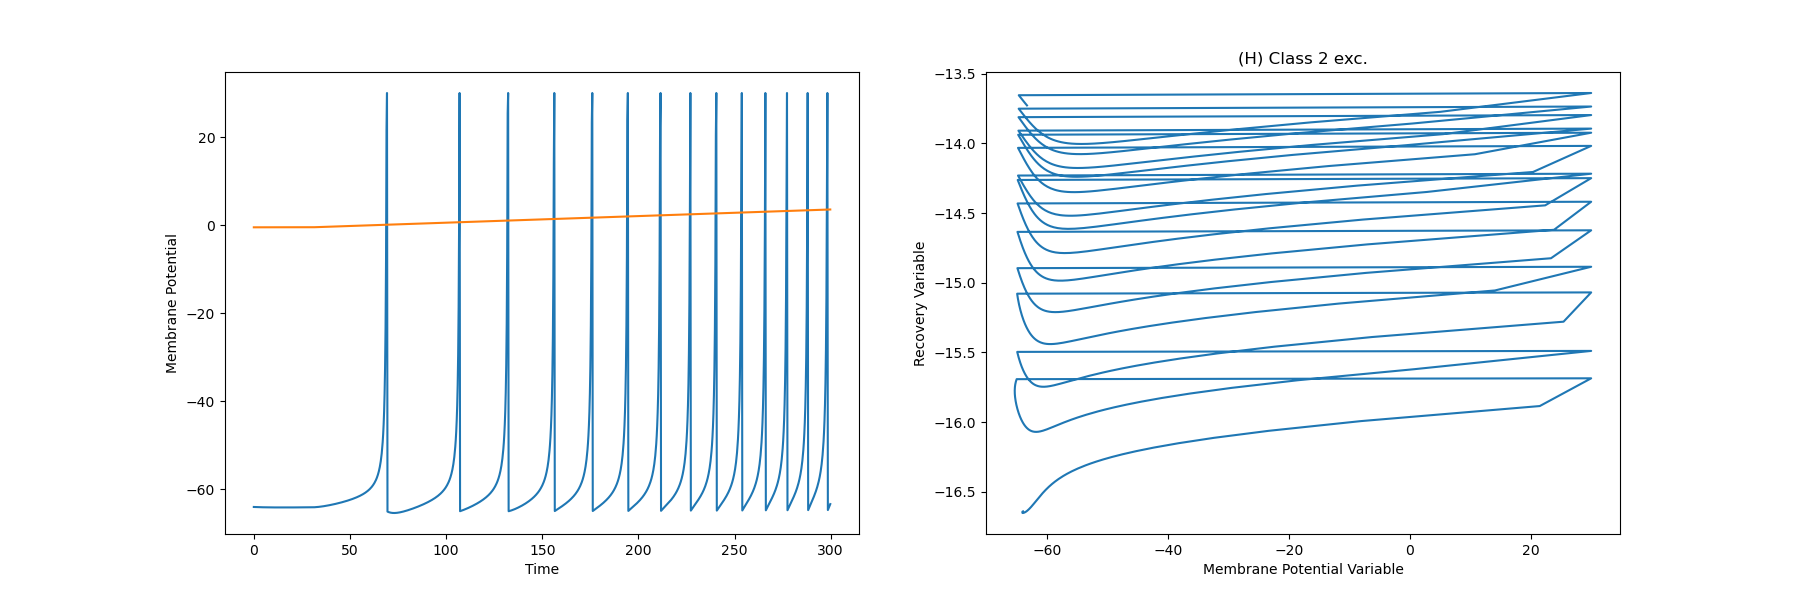 Membrane Potential
20
0
−20
−40
−60
0 50 100 150 200 250 300
Time
(H) Class 2 exc.
Recovery Variable
−13.5
−14.0
−14.5
−15.0
−15.5
−16.0
−16.5
−60 −40 −20 0 20
Membrane Potential Variable